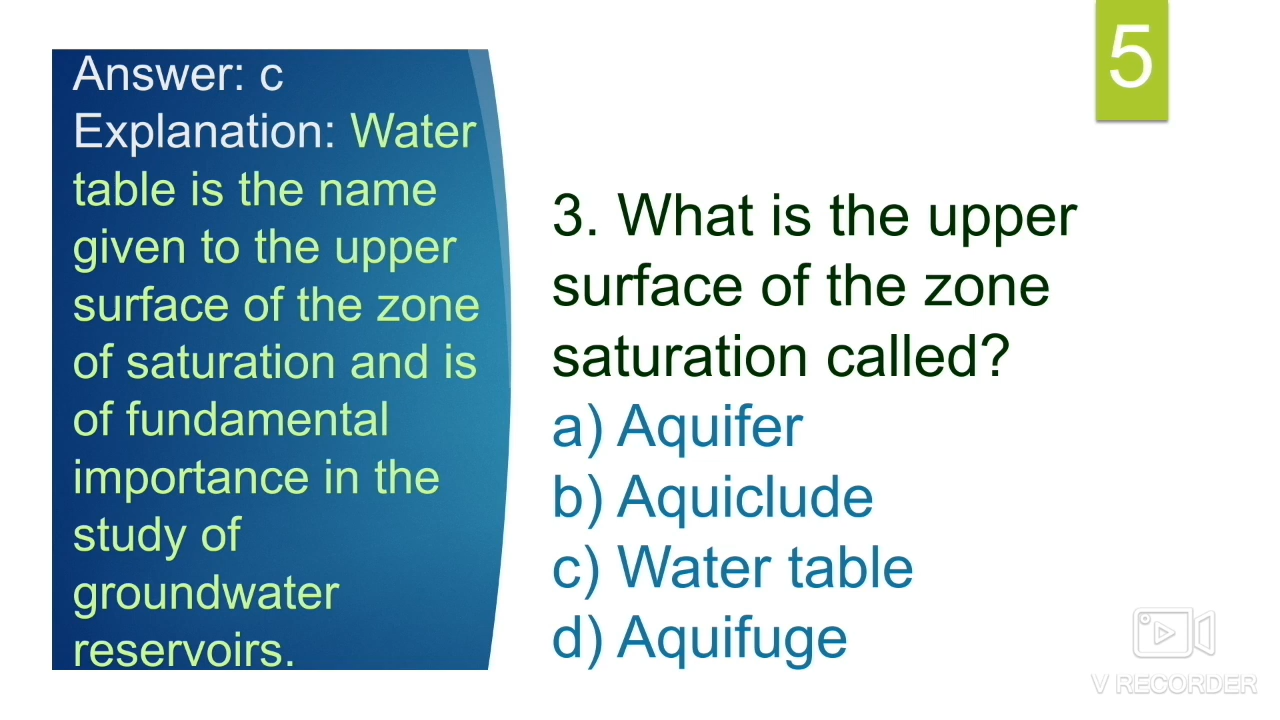 5
Answer: c
Explanation: Water
table is the name
given to the upper
surface of the zone
of saturation and is
of fundamental
importance in the
study of
groundwater
reservoirs.
3. What is the upper
surface of the zone
saturation called?
a) Aquifer
b) Aquiclude
c) Water table
d) Aquifuge
V RECORDER